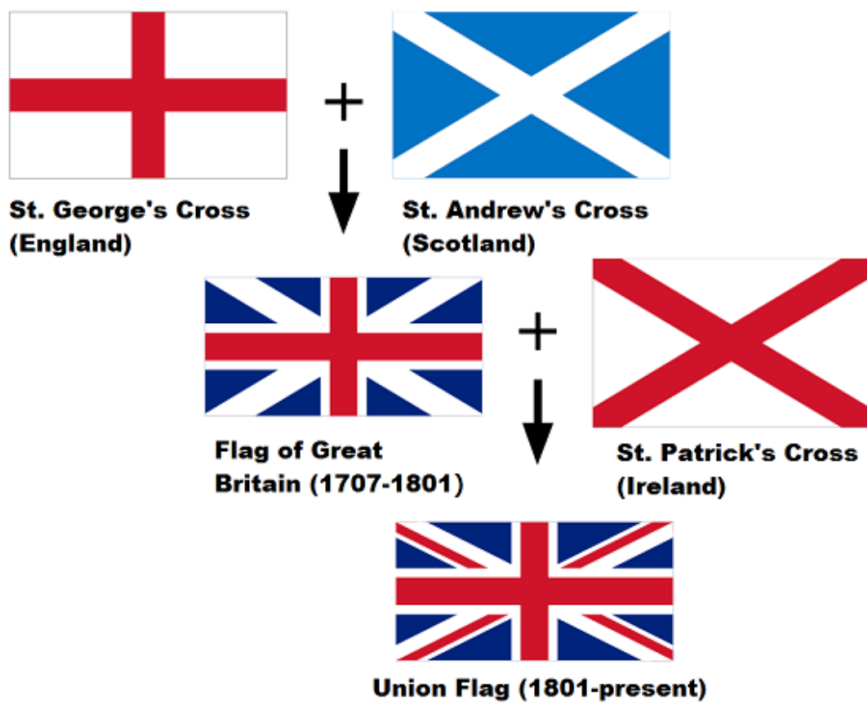 St. George's Cross
(England)
St. Andrew's Cross
(Scotland)
Flag of Great
Britain (1707-1801)
St. Patrick's Cross
(Ireland)
Union Flag (1801-present)